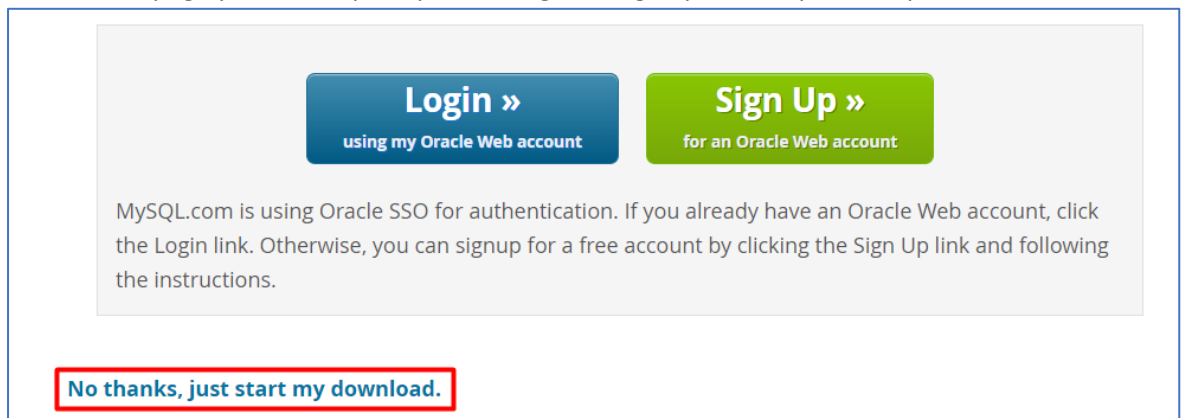 Login »
using my Oracle Web account
Sign Up »
for an Oracle Web account
MySQL.com is using Oracle SSO for authentication. If you already have an Oracle Web account, click
the Login link. Otherwise, you can signup for a free account by clicking the Sign Up link and following
the instructions.
No thanks, just start my download.